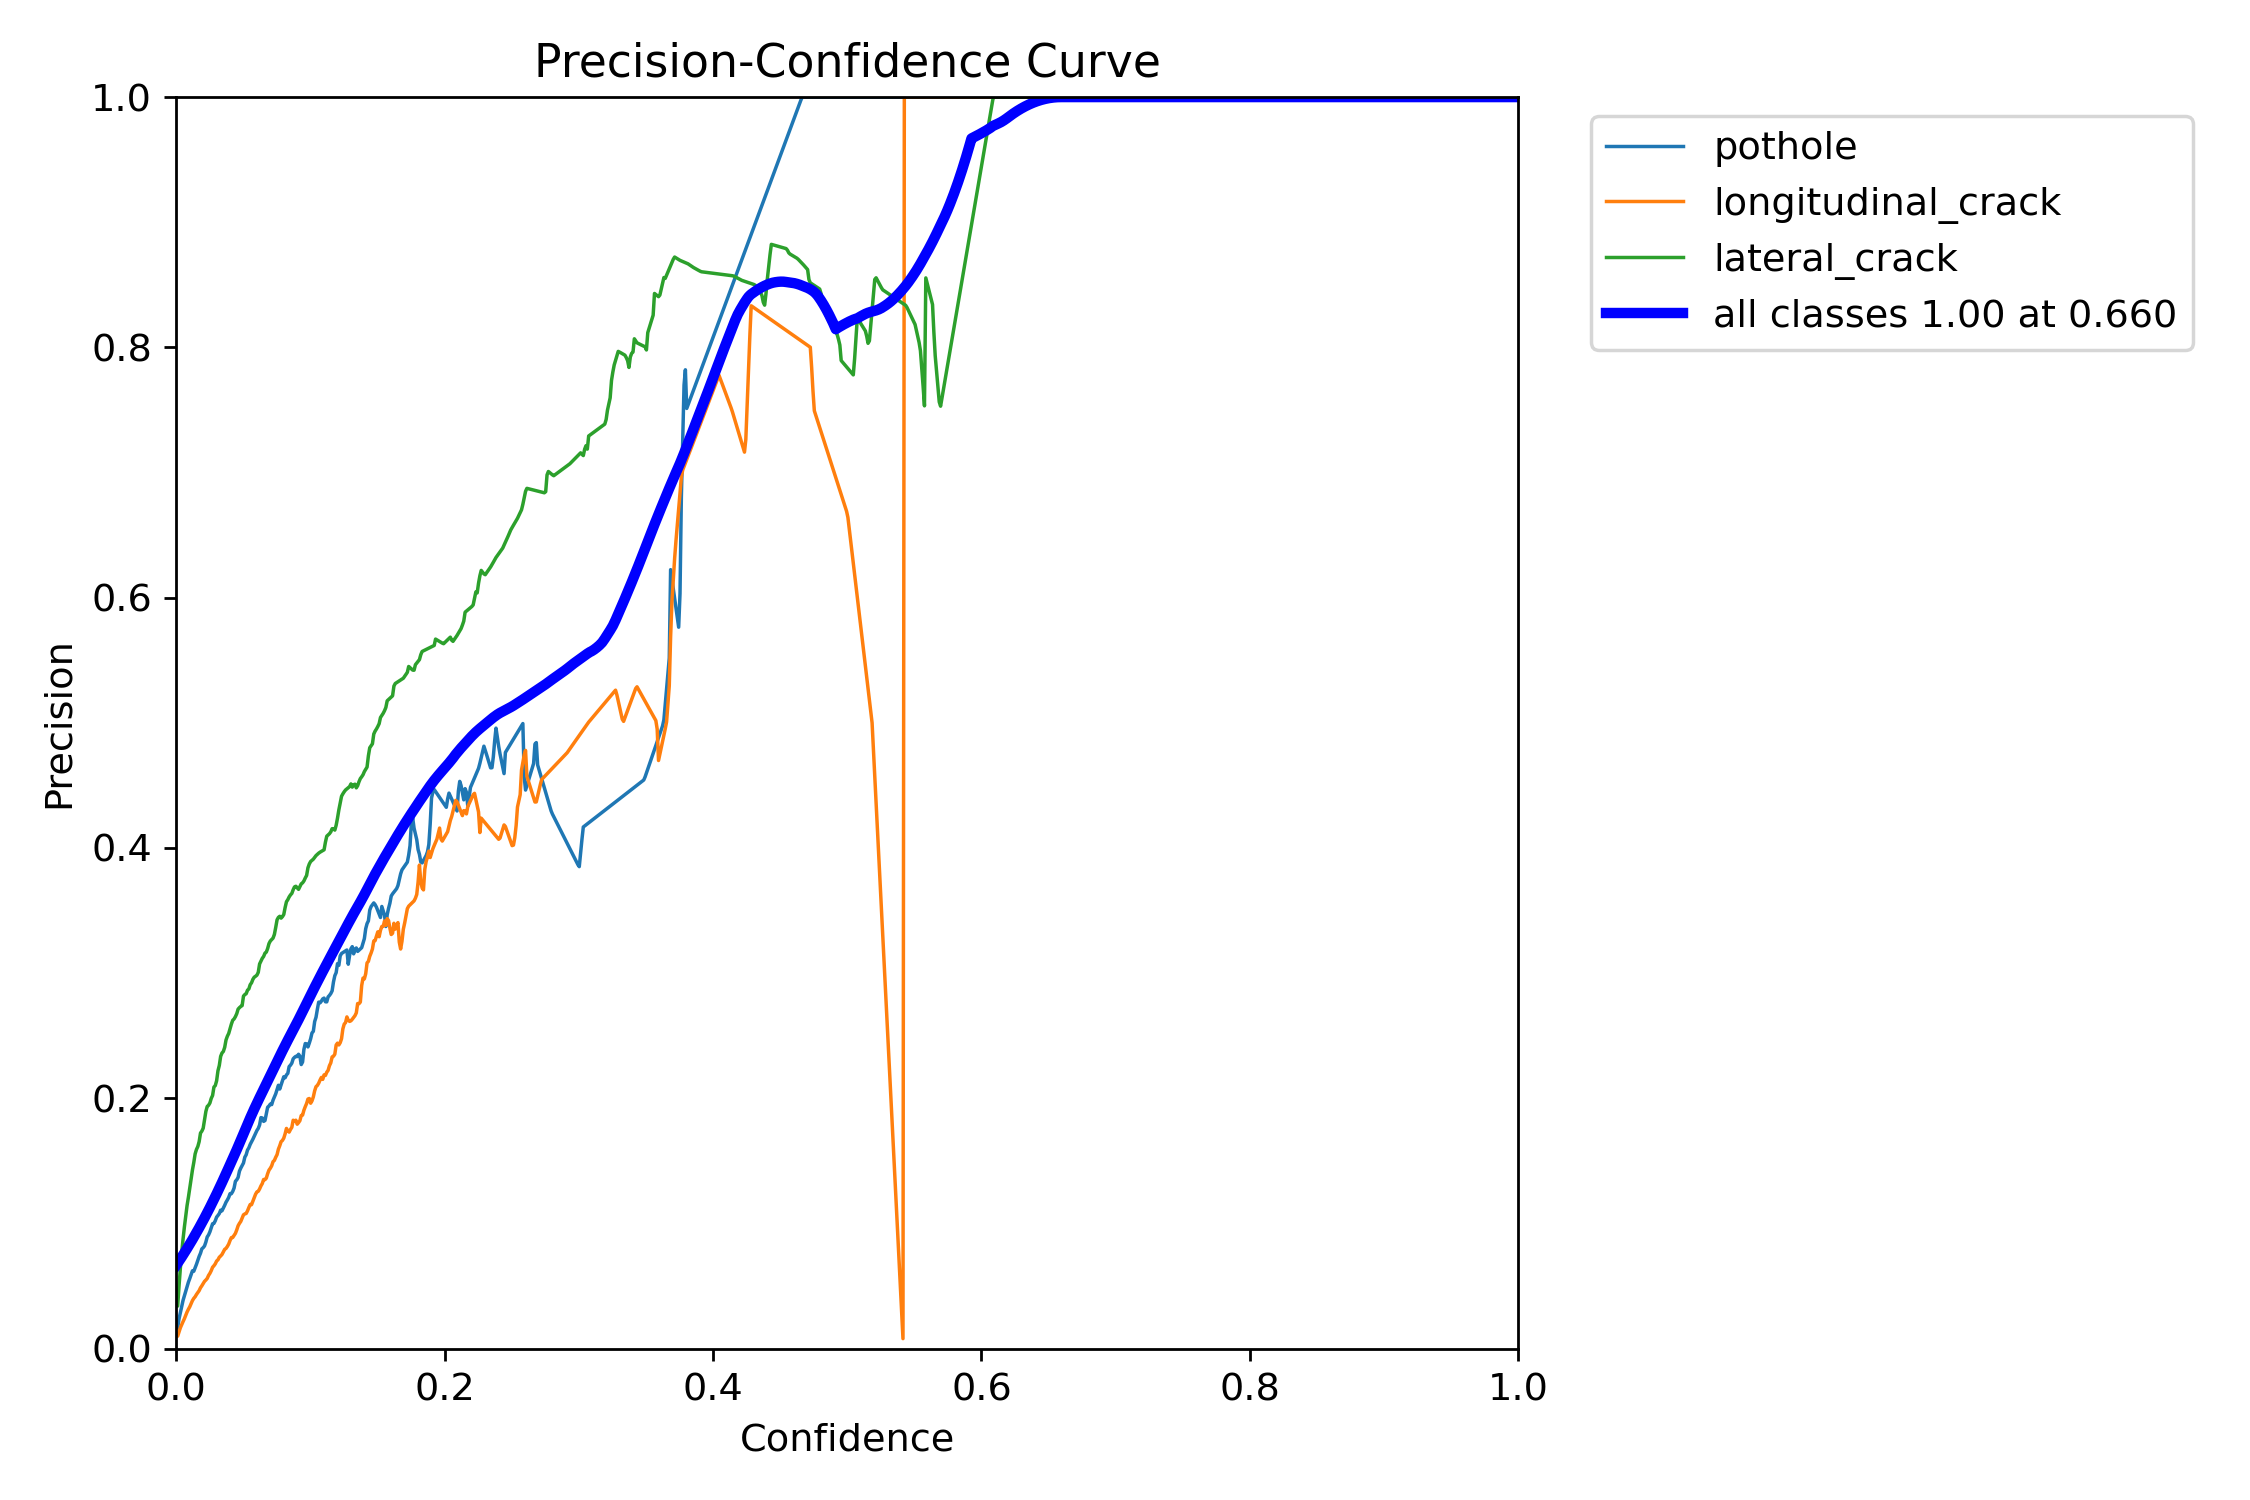 Precision-Confidence Curve
1.0
0.8
0.6
0.4
0.2
0.0
Precision
0.0 0.2 0.4 0.6 0.8 1.0
Confidence
pothole
longitudinal_crack
lateral_crack
all classes 1.00 at 0.660